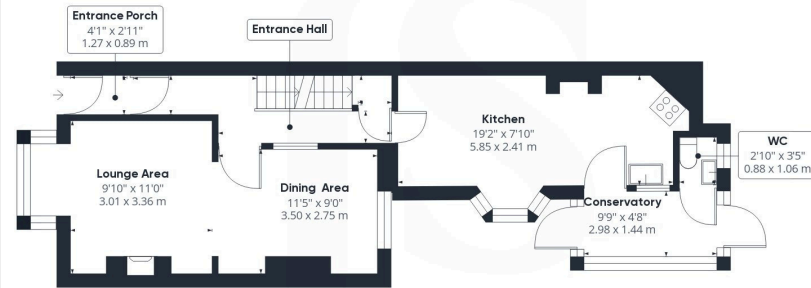 Entrance Porch
4'1" x 2'11"
1.27 x 0.89 m
Entrance Hall
Kitchen
19'2" x 7'10"
5.85 x 2.41 m
WC
2'10" x 3'5"
0.88 x 1.06 m
Lounge Area
9'10" x 11'0"
3.01 x 3.36 m
Dining Area
11'5" x 9'0"
3.50 x 2.75 m
Conservatory
9'9" x 4'8"
2.98 x 1.44 m